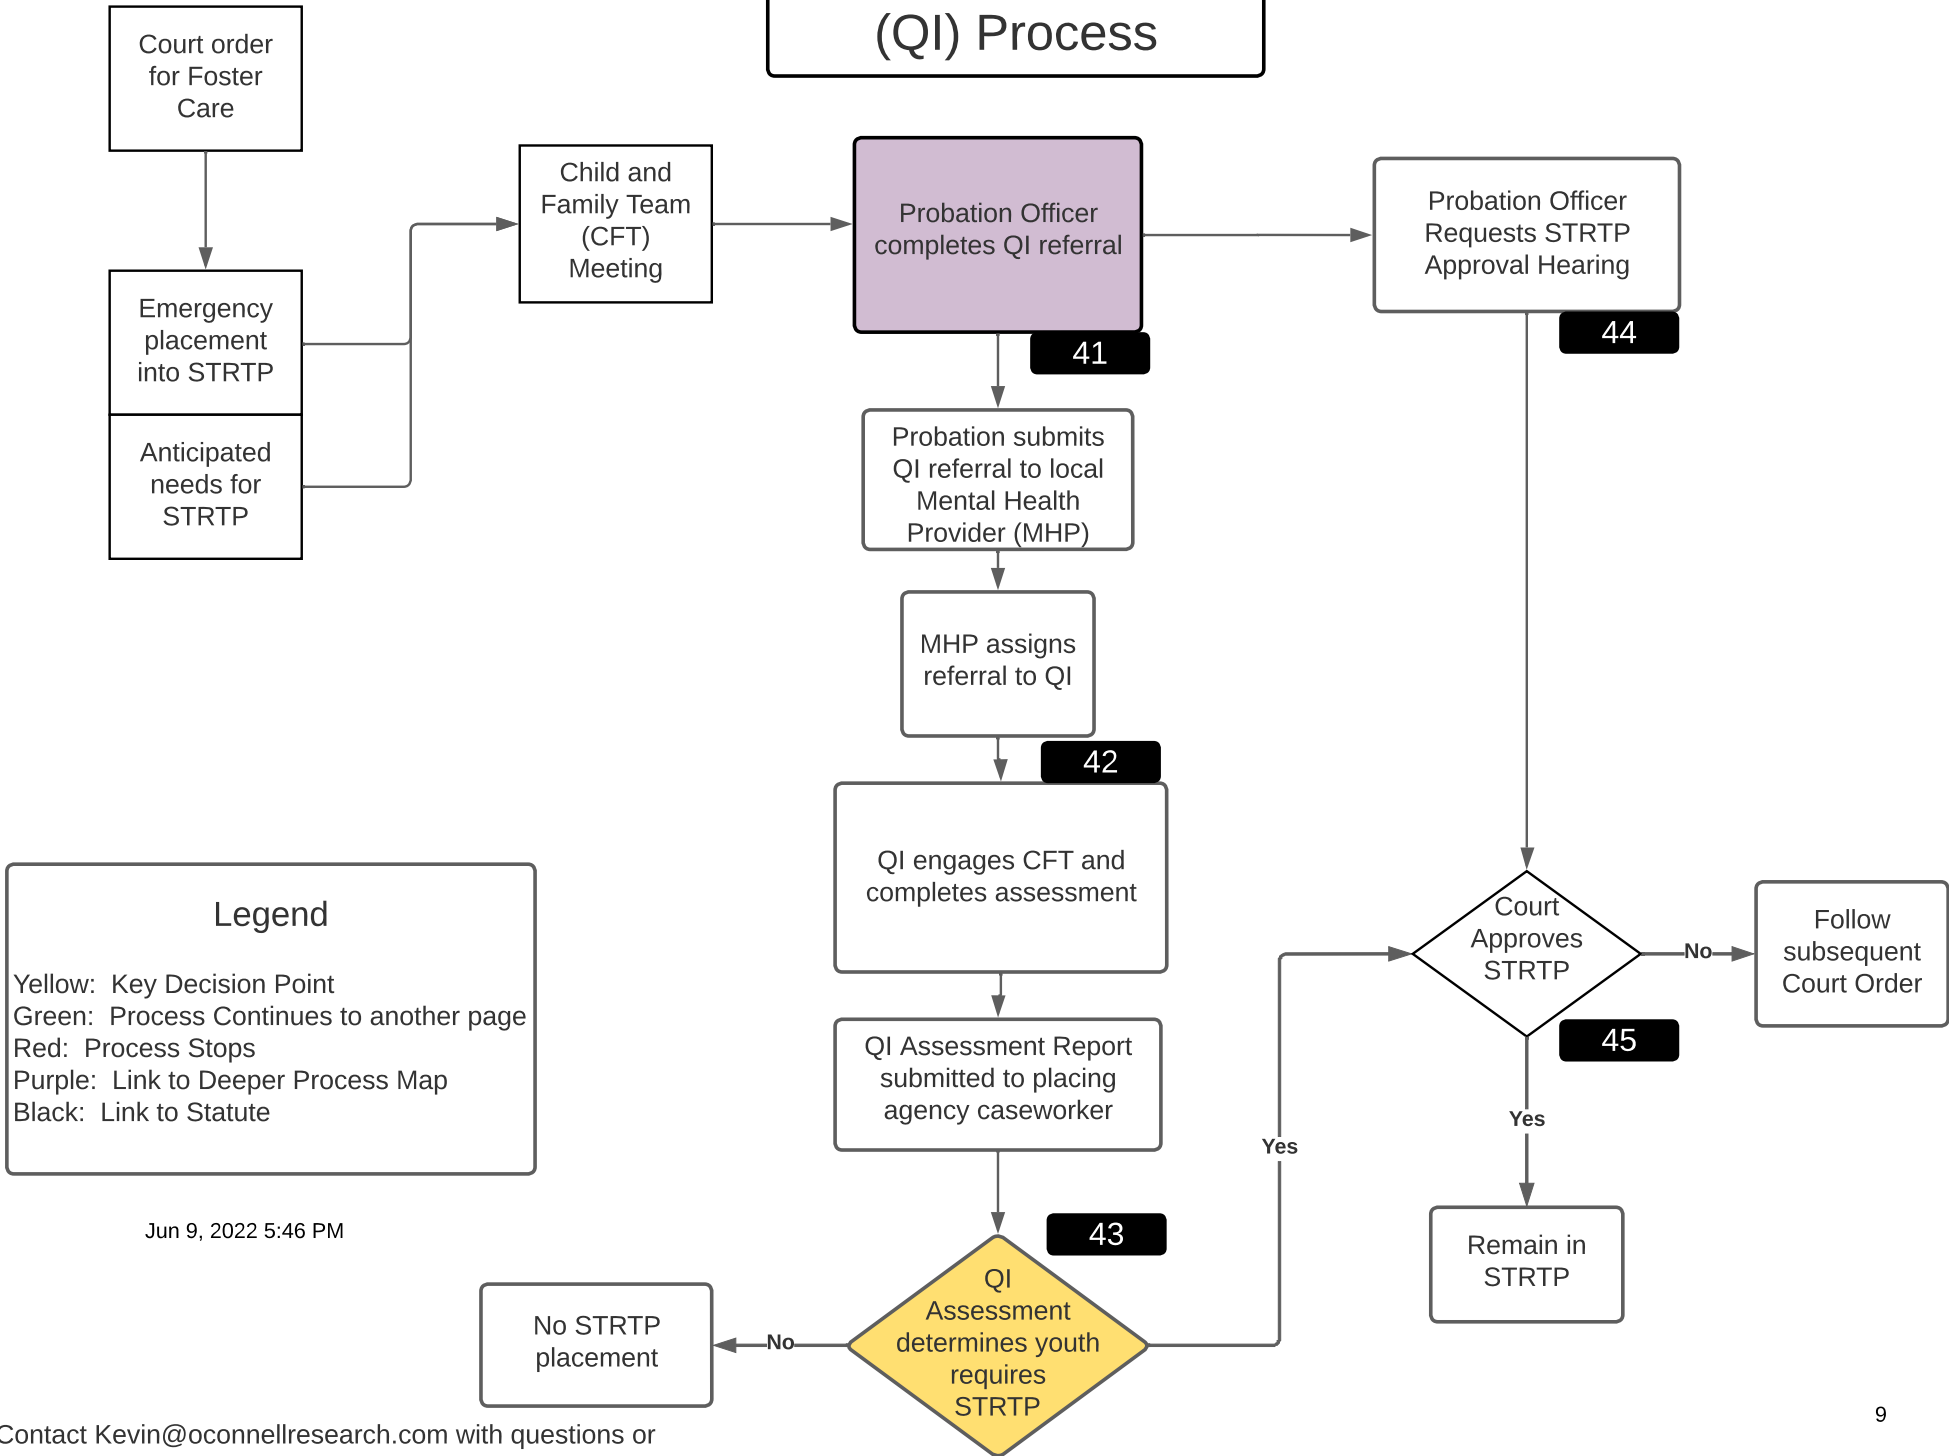 (QI) Process
Court order
for Foster
Care
Emergency
placement
into STRTP
Anticipated
needs for
STRTP
Child and
Family Team
(CFT)
Meeting
Probation Officer
completes QI referral
41
Probation Officer
Requests STRTP
Approval Hearing
44
Probation submits
QI referral to local
Mental Health
Provider (MHP)
MHP assigns
referral to QI
42
QI engages CFT and
completes assessment
QI Assessment Report
submitted to placing
agency caseworker
43
QI
Assessment
determines youth
requires
STRTP
No
No STRTP
placement
Yes
Court
Approves
STRTP
45
No
Follow
subsequent
Court Order
Yes
Remain in
STRTP
Legend
Yellow:  Key Decision Point
Green:  Process Continues to another page
Red:  Process Stops
Purple:  Link to Deeper Process Map
Black:  Link to Statute
Jun 9, 2022 5:46 PM
Contact Kevin@oconnellresearch.com with questions or
9